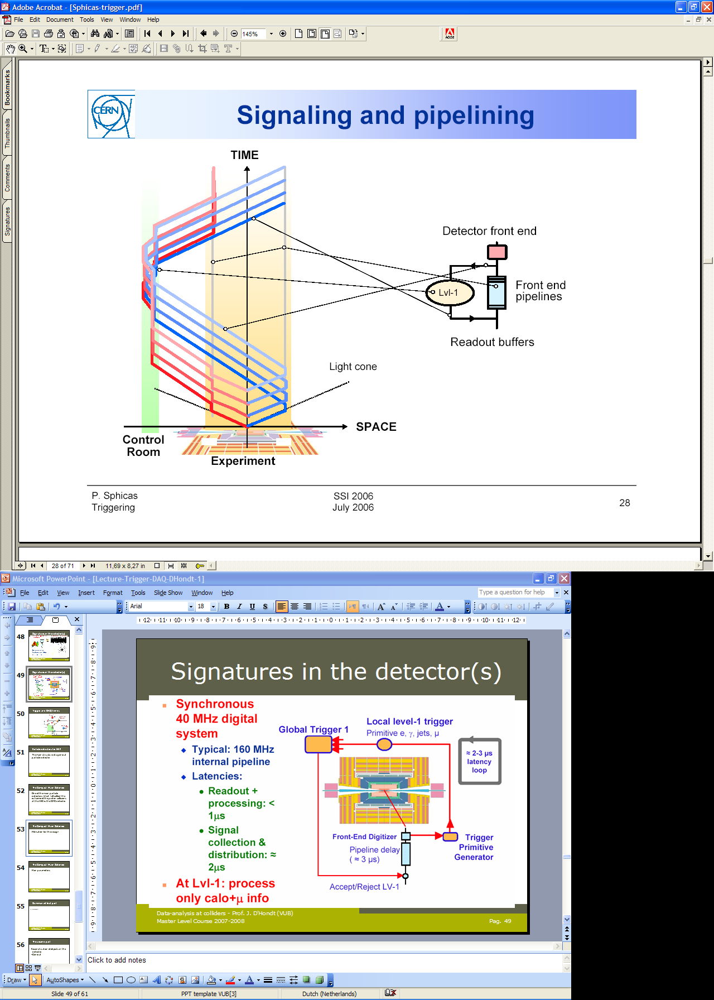 Adobe Acrobat - [Sphicas-trigger.pdf]
File Edit Document Tools View Window Help
145%
Adobe
Bookmarks
Thumbnails
Comments
Signatures
CERN
Signaling and pipelining
TIME
Detector front end
Lvl-1
Front end
pipelines
Readout buffers
Light cone
SPACE
Control
Room
Experiment
P. Sphicas
Triggering
SSI 2006
July 2006
28
28 of 71
11,69 x 8,27 in
Microsoft PowerPoint - [Lecture-Trigger-DAQ-DHondt-1]
File Edit View Insert Format Tools Slide Show Window Help
Type a question for help
Arial 18 B I U S
48
49
50
51
52
53
54
55
56
Signatures in the detector(s)
Synchronous
40 MHz digital
system
Typical: 160 MHz
internal pipeline
Latencies:
Readout +
processing: <
1μs
Signal
collection &
distribution: ≈
2μs
At Lvl-1: process
only calo+μ info
Global Trigger 1
Local level-1 trigger
Primitive e, γ, jets, μ
≈ 2-3 μs
latency
loop
Front-End Digitizer
Pipeline delay
( ≈ 3 μs)
Trigger
Primitive
Generator
Accept/Reject LV-1
Data-analysis at colliders - Prof. J. D'Hondt (VUB)
Master Level Course 2007-2008
Pag. 49
Click to add notes
Draw AutoShapes
Slide 49 of 61
PPT template VUB[3]
Dutch (Netherlands)